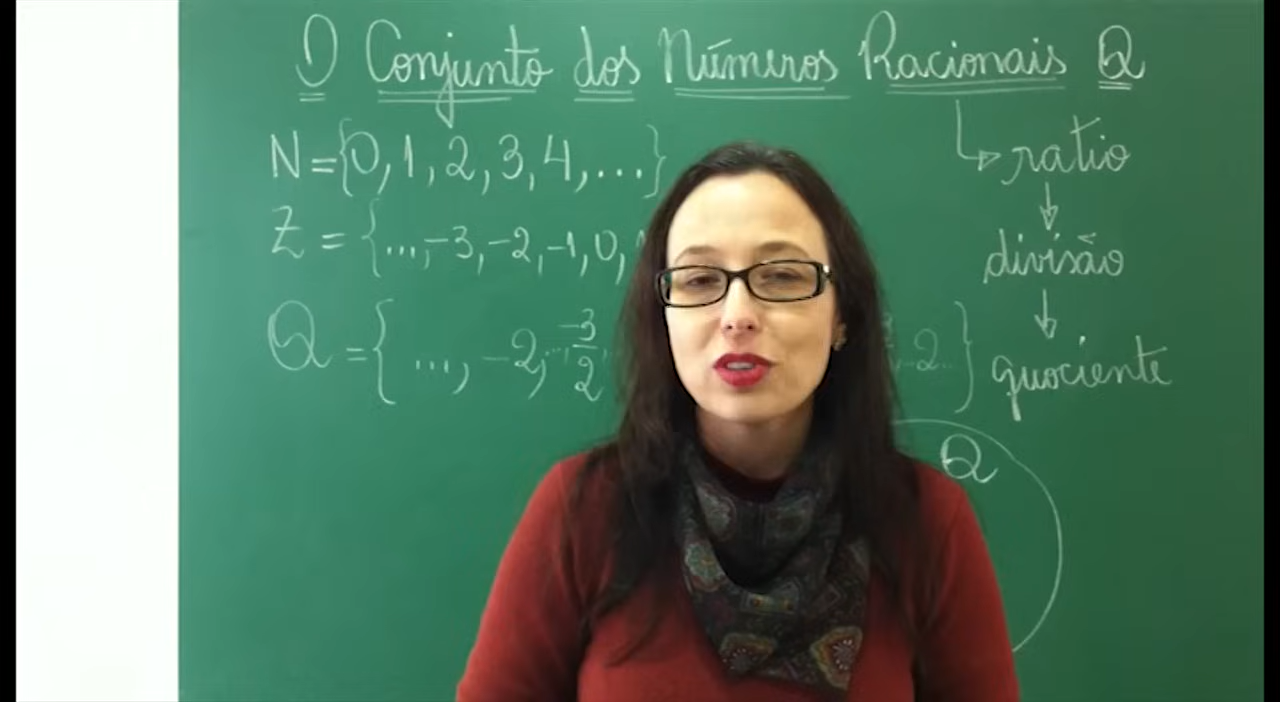 O Conjunto dos Números Racionais Q
N = {0, 1, 2, 3, 4, ...}
ratio
Z = {..., -3, -2, -1, 0,
divisão
Q = { ..., -2, ... -3/2 ... -2.. }
quociente
Q